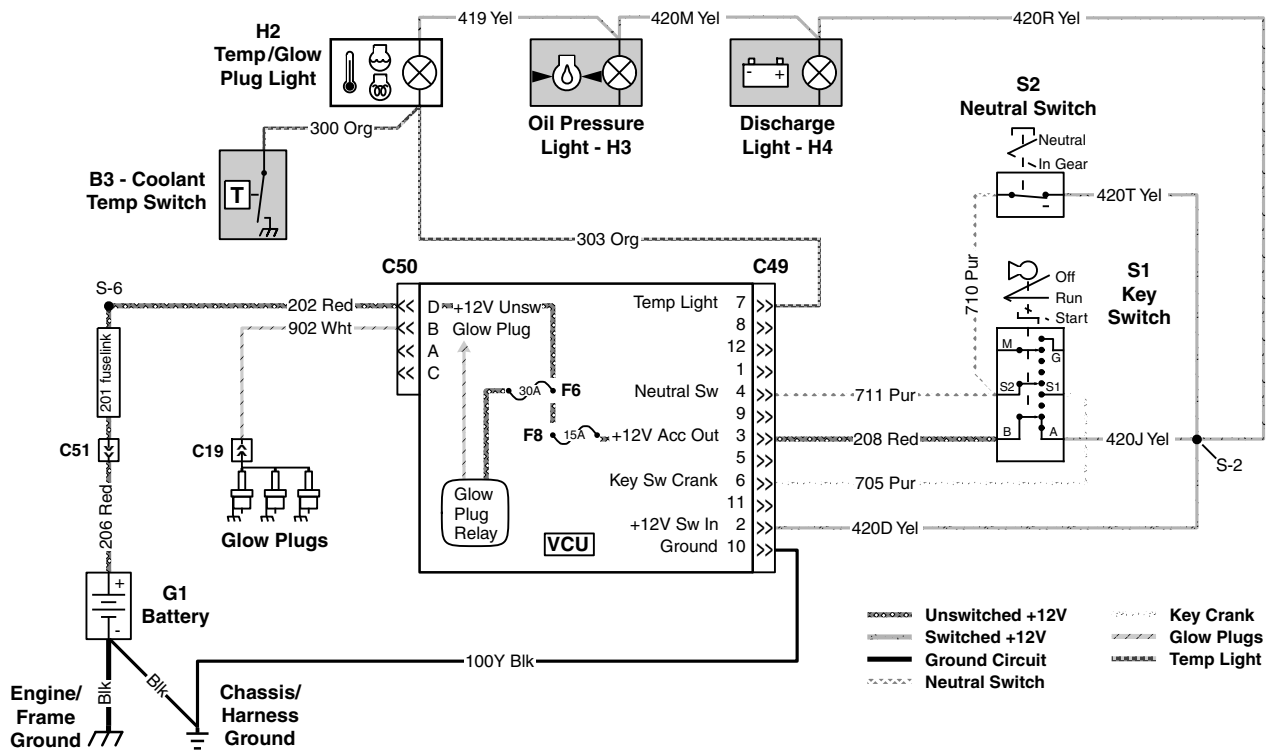 419 Yel
420M Yel
420R Yel
H2
Temp/Glow
Plug Light
- +
Oil Pressure
Light - H3
Discharge
Light - H4
S2
Neutral Switch
Neutral
In Gear
300 Org
B3 - Coolant
Temp Switch
T
420T Yel
-
303 Org
710 Pur
C50
C49
S1
Key
Switch
Off
Run
Start
S-6
202 Red
902 Wht
D +12V Unsw
B Glow Plug
A
C
Temp Light 7
8
12
1
Neutral Sw 4
9
+12V Acc Out 3
5
Key Sw Crank 6
11
+12V Sw In 2
Ground 10
30A
F6
F8
15A
M
G
S2
S1
B
A
711 Pur
208 Red
420J Yel
S-2
705 Pur
420D Yel
201 fuselink
C51
C19
206 Red
Glow Plugs
Glow
Plug
Relay
VCU
+
-
G1
Battery
100Y Blk
Blk
Blk
Engine/
Frame
Ground
Chassis/
Harness
Ground
Unswitched +12V
Switched +12V
Ground Circuit
Neutral Switch
Key Crank
Glow Plugs
Temp Light